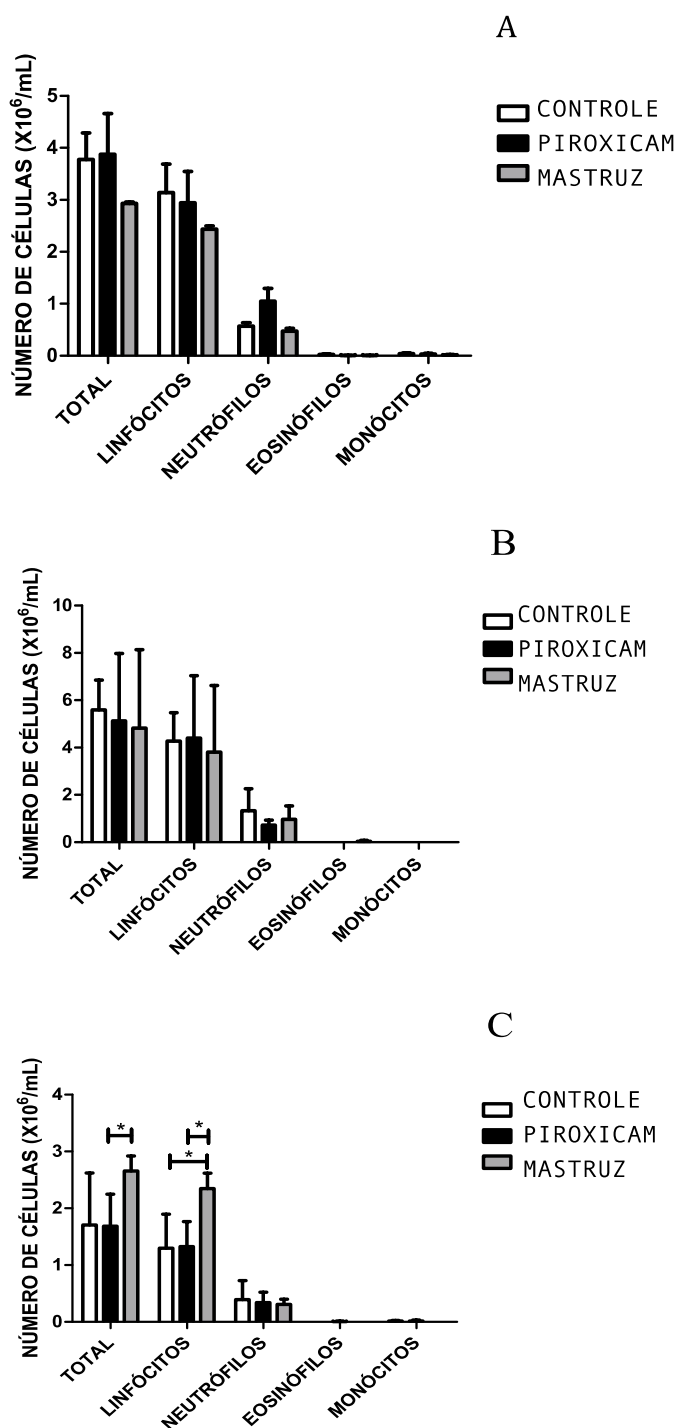 A
NÚMERO DE CÉLULAS (X10⁶/mL)
5
4
3
2
1
0
TOTAL
LINFÓCITOS
NEUTRÓFILOS
EOSINÓFILOS
MONÓCITOS
CONTROLE
PIROXICAM
MASTRUZ
B
NÚMERO DE CÉLULAS (X10⁶/mL)
10
8
6
4
2
0
TOTAL
LINFÓCITOS
NEUTRÓFILOS
EOSINÓFILOS
MONÓCITOS
CONTROLE
PIROXICAM
MASTRUZ
C
NÚMERO DE CÉLULAS (X10⁶/mL)
4
3
2
1
0
*
*
*
TOTAL
LINFÓCITOS
NEUTRÓFILOS
EOSINÓFILOS
MONÓCITOS
CONTROLE
PIROXICAM
MASTRUZ